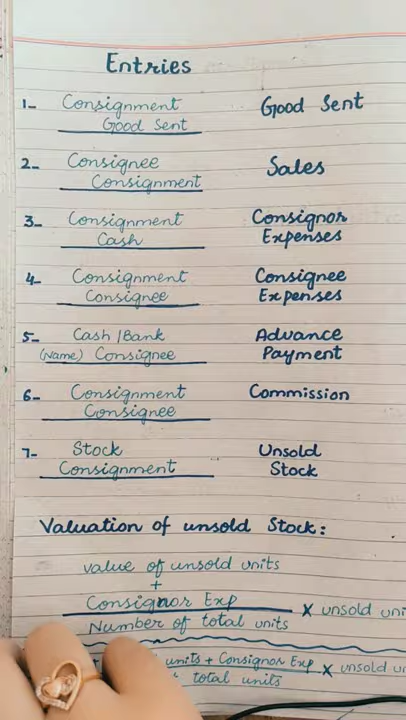 Entries
1- Consignment Good Sent
Good Sent
2- Consignee Sales
Consignment
3- Consignment Consignor
Cash Expenses
4- Consignment Consignee
Consignee Expenses
5- Cash/Bank Advance
(Name) Consignee Payment
6- Consignment Commission
Consignee
7- Stock Unsold
Consignment Stock
Valuation of unsold Stock:
value of unsold units
+
Consignor Exp × unsold
Number of total units
units + Consignor Exp × unsold
total units